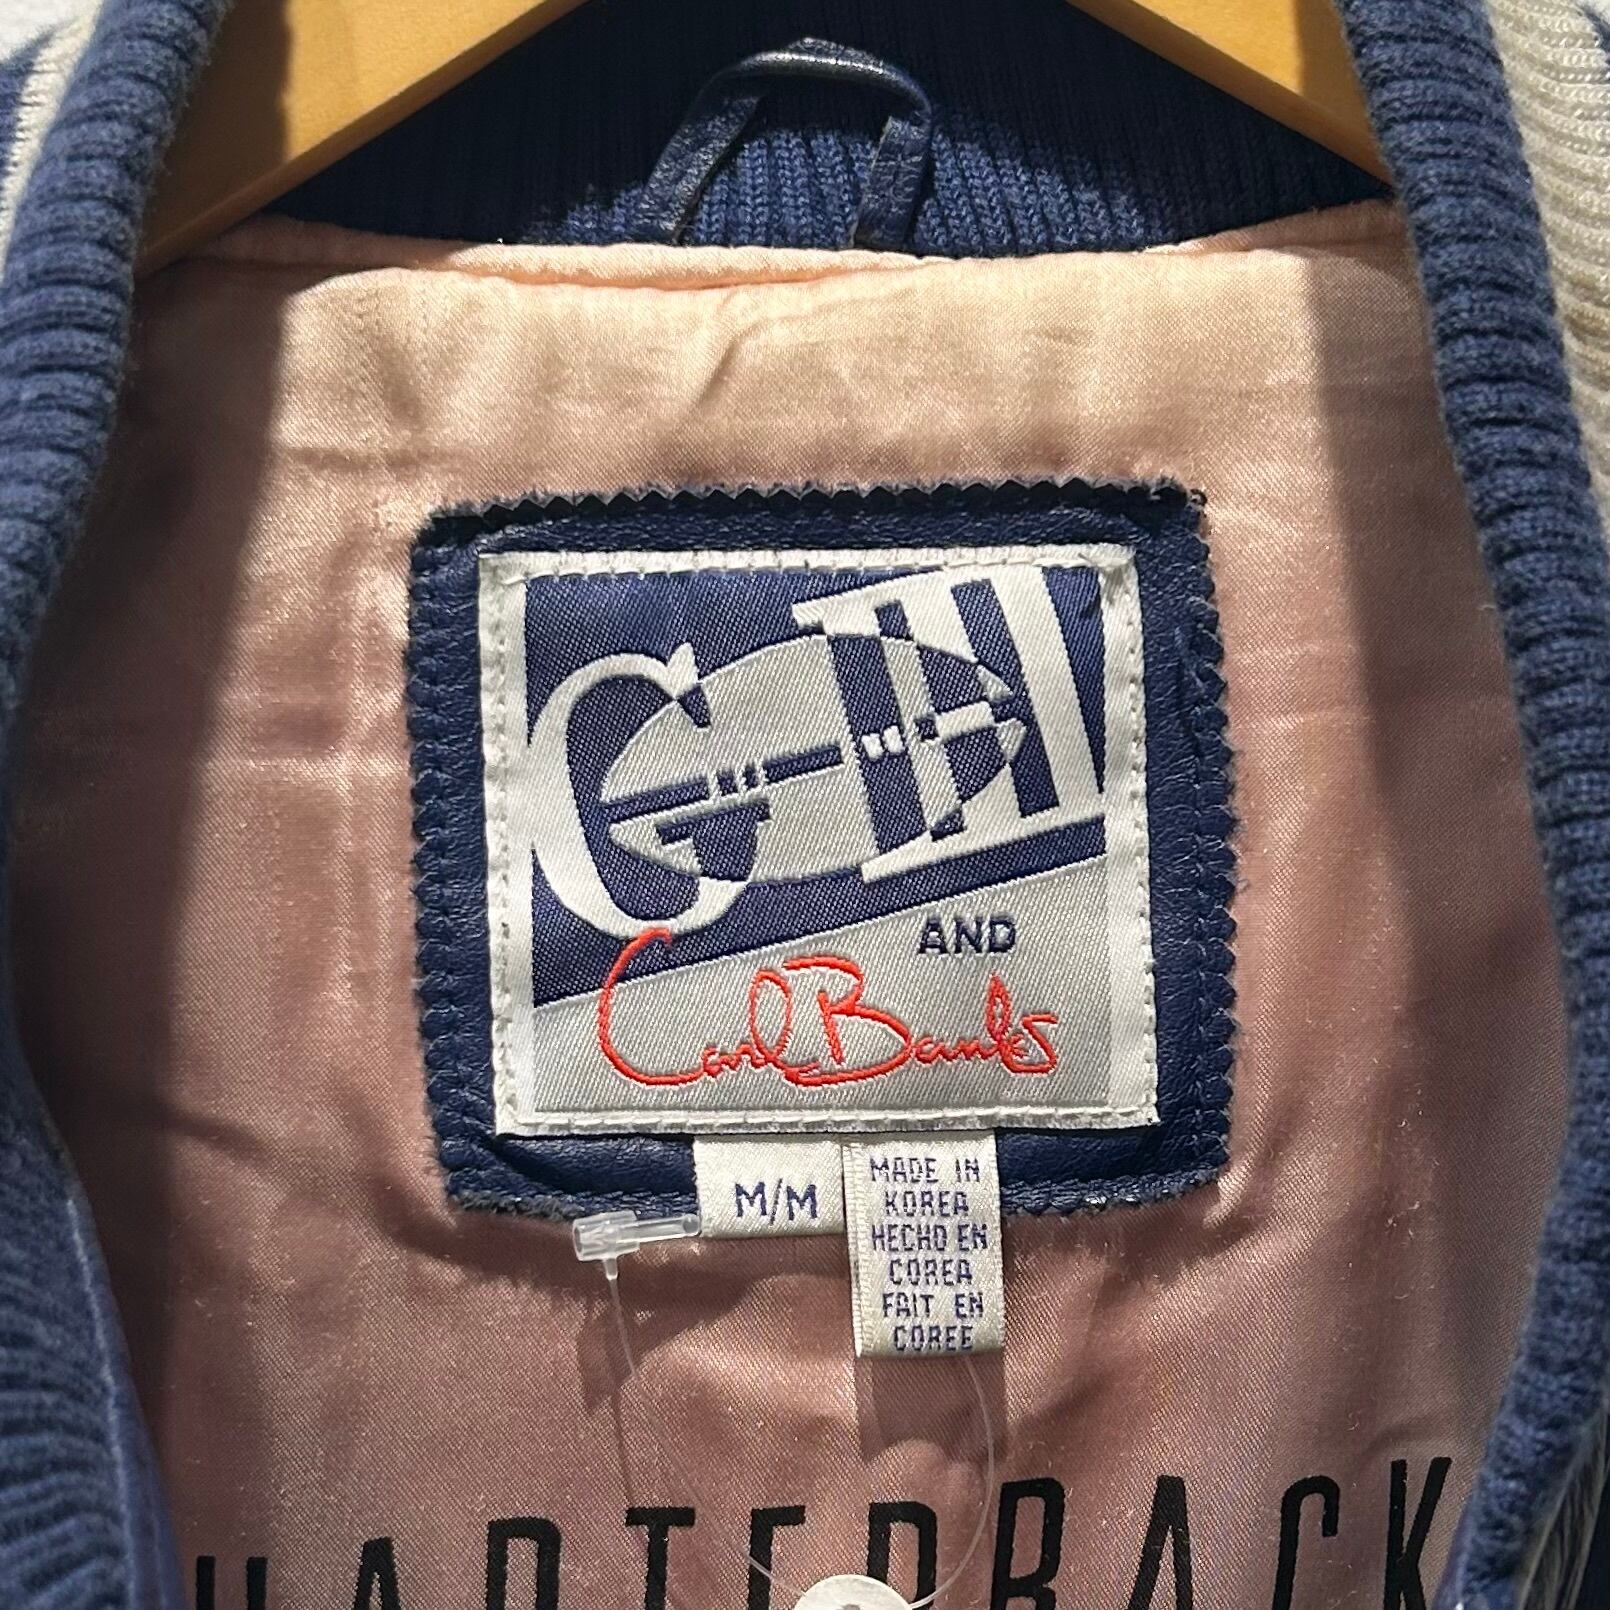 G-III
AND
Carl Banks
M/M
MADE IN
KOREA
HECHO EN
COREA
FAIT EN
COREE